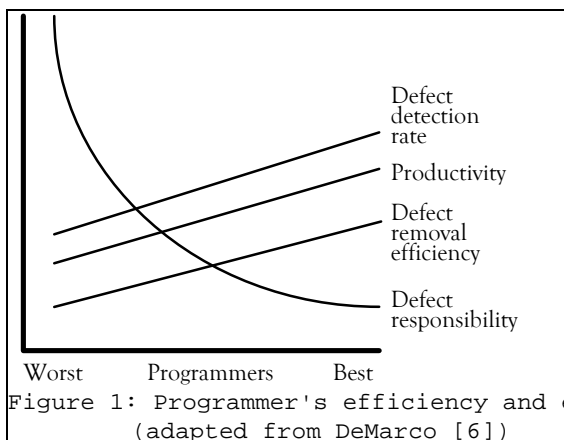 Defect
detection
rate
Productivity
Defect
removal
efficiency
Defect
responsibility
Worst Programmers Best
Figure 1: Programmer's efficiency and
(adapted from DeMarco [6])